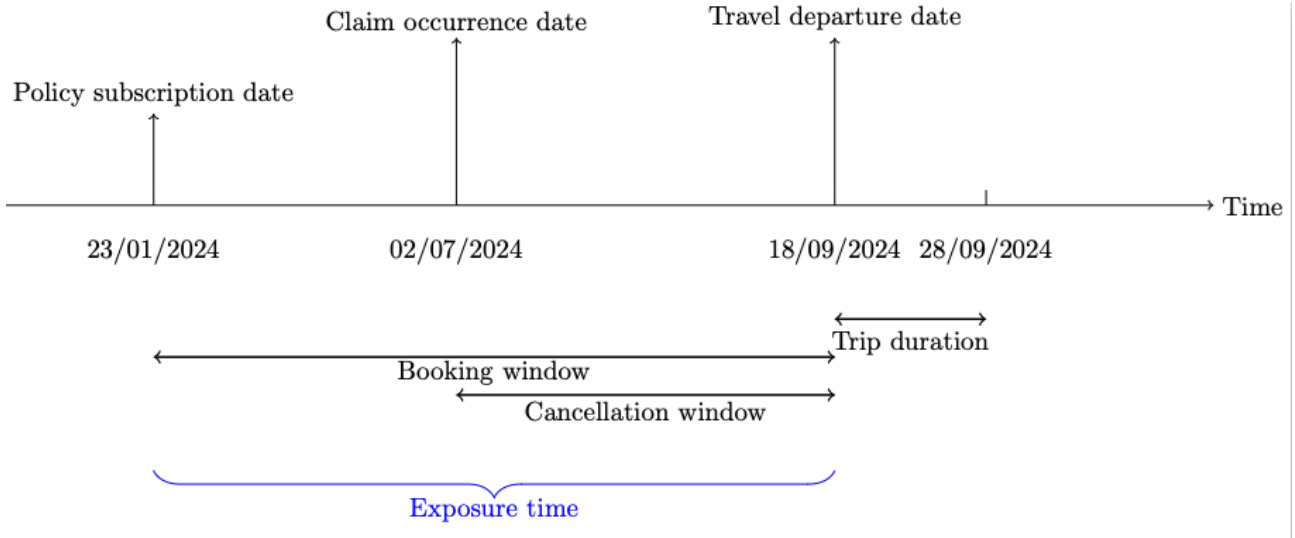 Claim occurrence date
Travel departure date
Policy subscription date
Time
23/01/2024
02/07/2024
18/09/2024
28/09/2024
Trip duration
Booking window
Cancellation window
Exposure time